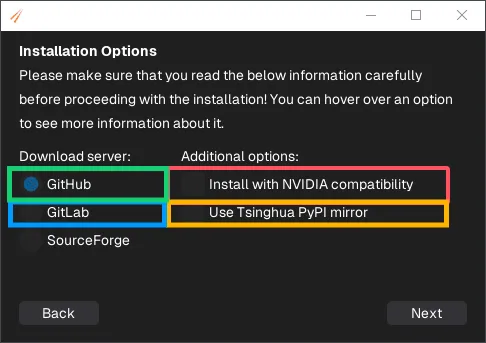 Installation Options
Please make sure that you read the below information carefully
before proceeding with the installation! You can hover over an option
to see more information about it.
Download server:
GitHub
GitLab
SourceForge
Additional options:
Install with NVIDIA compatibility
Use Tsinghua PyPI mirror
Back
Next